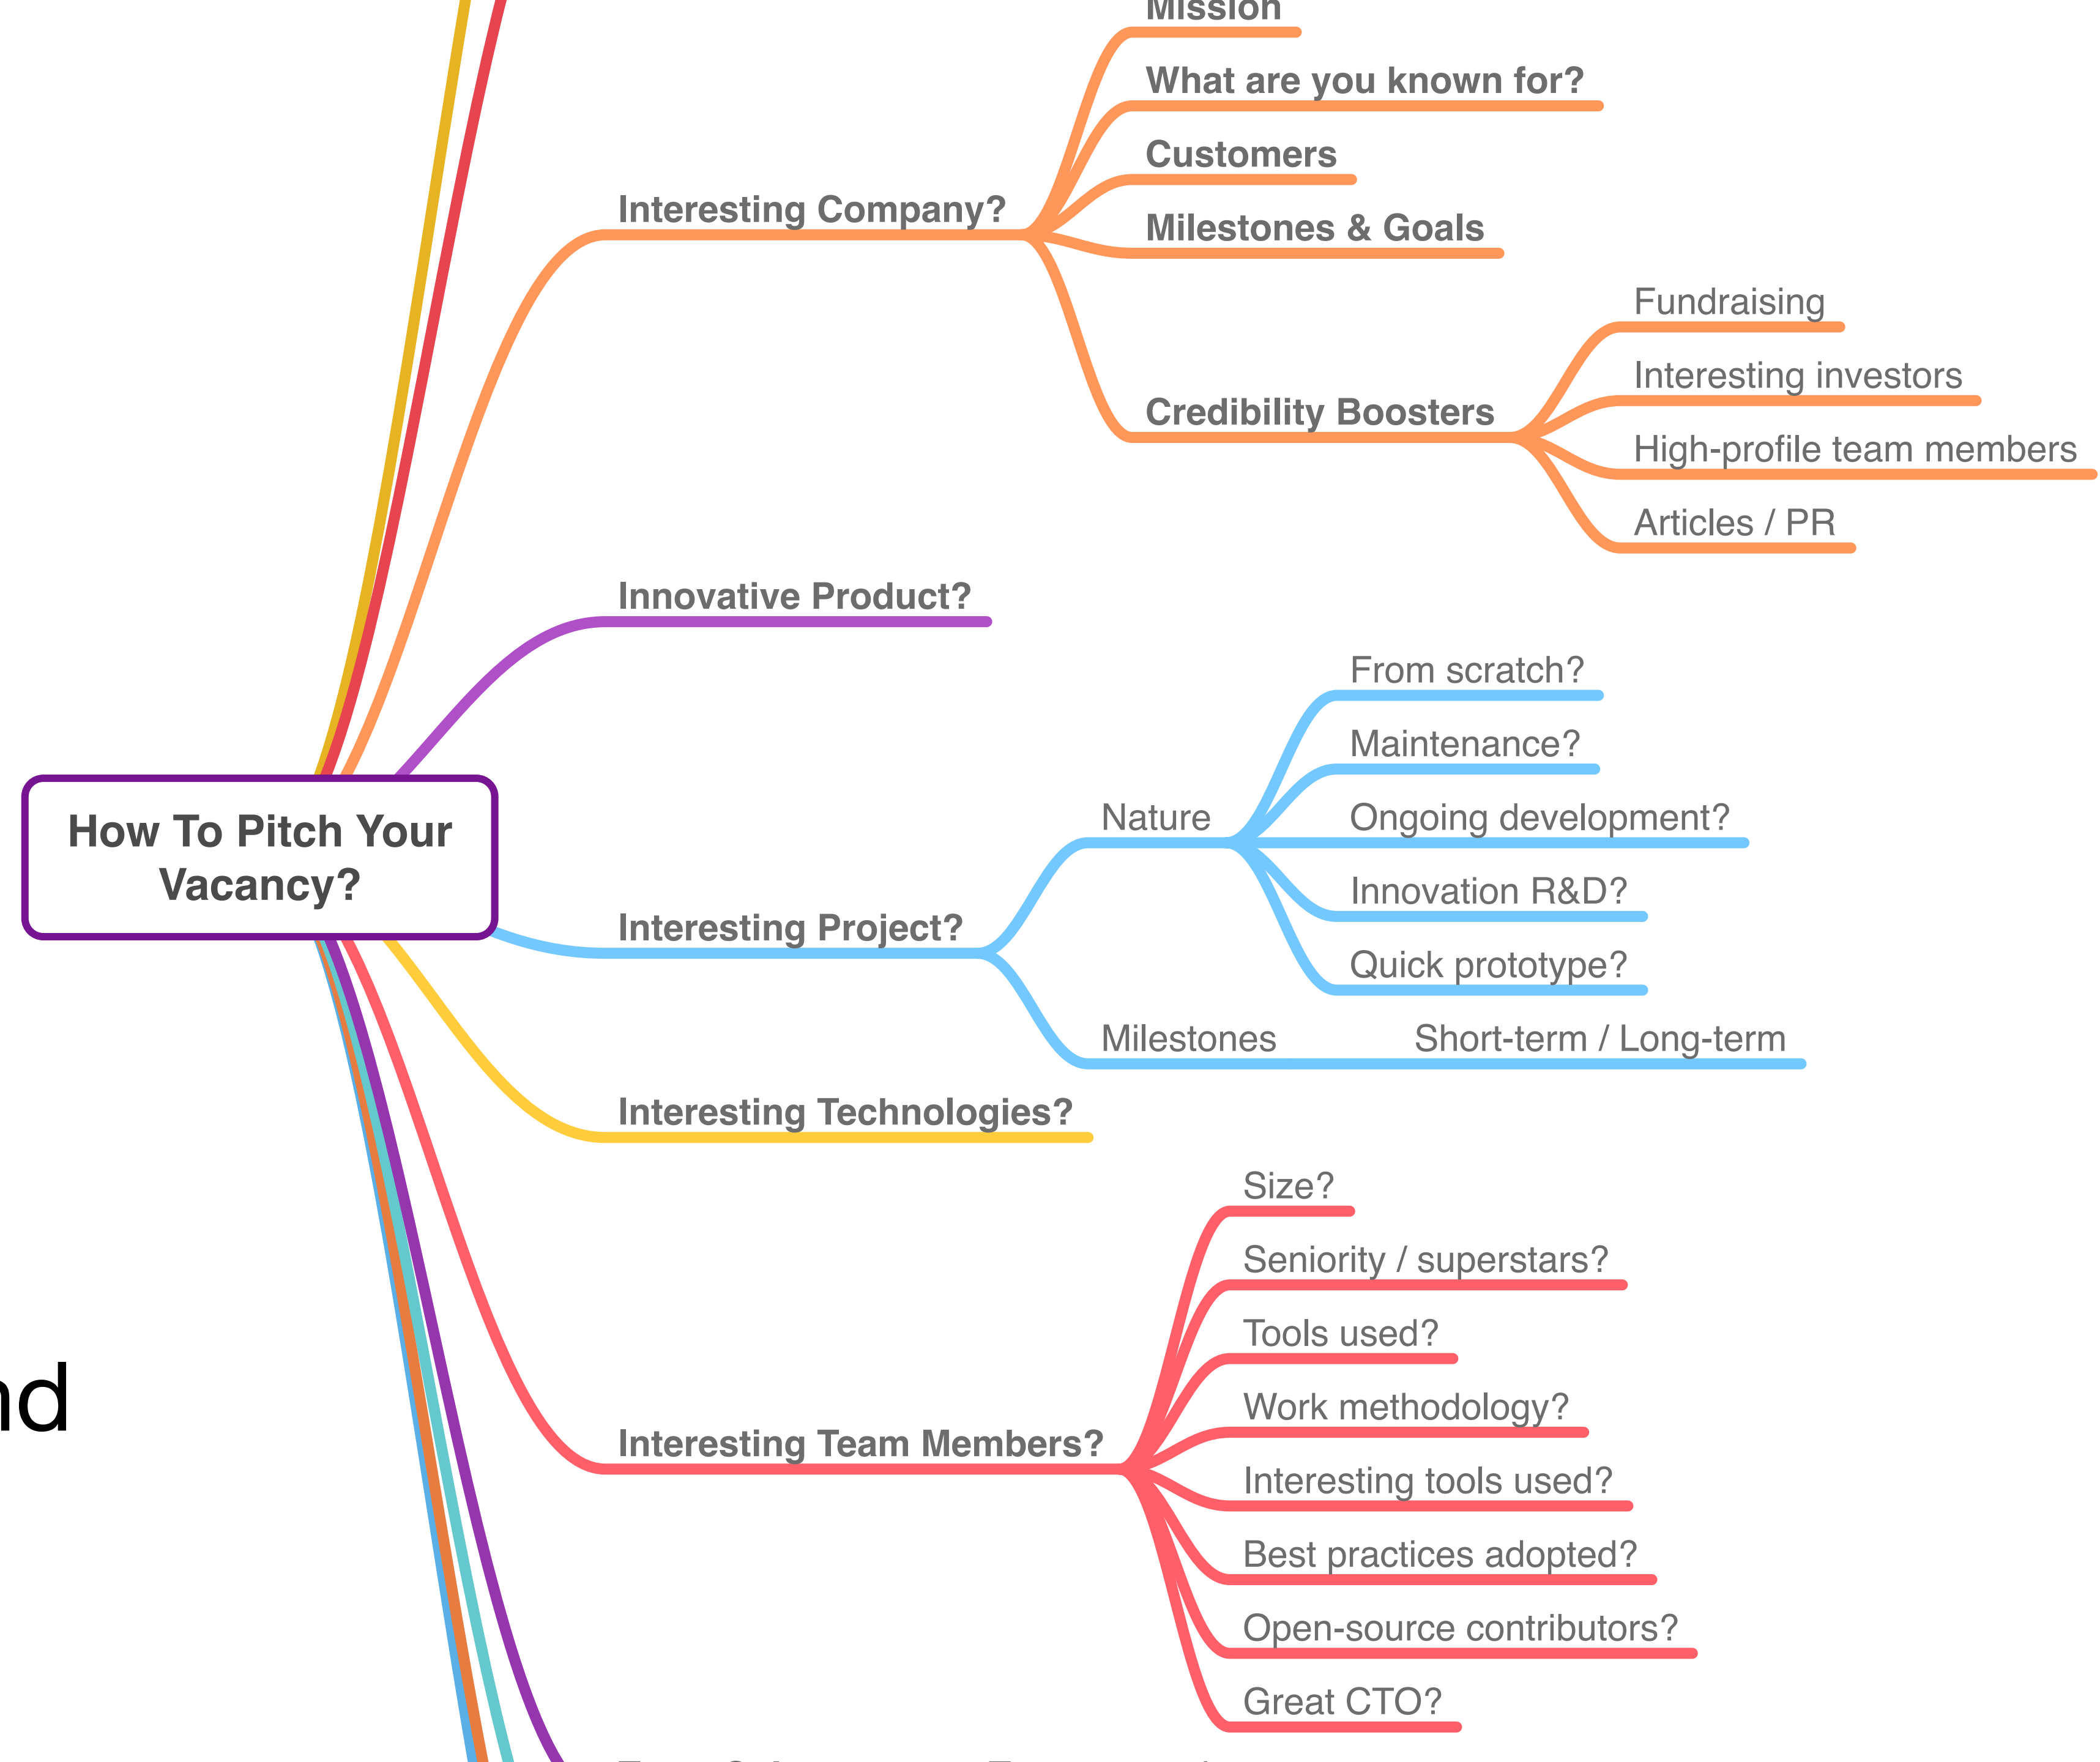 Mission
What are you known for?
Customers
Interesting Company?
Milestones & Goals
Fundraising
Interesting investors
Credibility Boosters
High-profile team members
Articles / PR
Innovative Product?
From scratch?
Maintenance?
How To Pitch Your
Vacancy?
Nature
Ongoing development?
Innovation R&D?
Interesting Project?
Quick prototype?
Milestones
Short-term / Long-term
Interesting Technologies?
Size?
Seniority / superstars?
Tools used?
Work methodology?
Interesting Team Members?
Interesting tools used?
Best practices adopted?
Open-source contributors?
Great CTO?